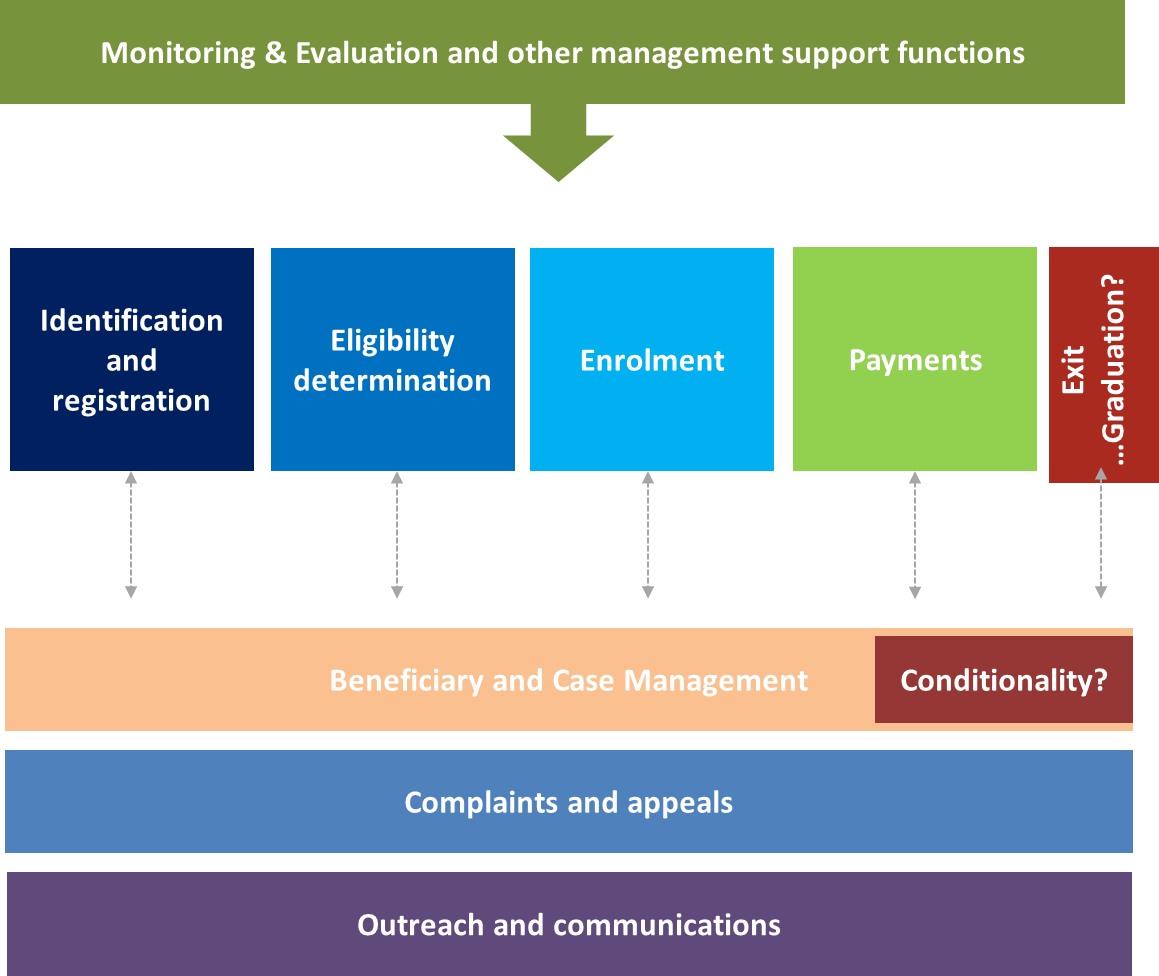 Monitoring & Evaluation and other management support functions
Identification
and
registration
Eligibility
determination
Enrolment
Payments
Exit
...Graduation?
Beneficiary and Case Management
Conditionality?
Complaints and appeals
Outreach and communications